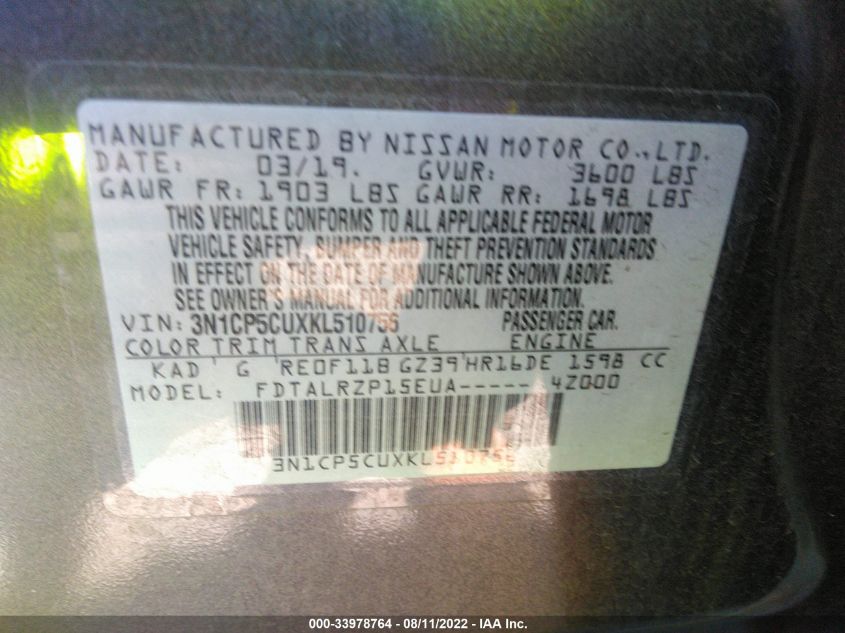 MANUFACTURED BY NISSAN MOTOR CO.,LTD.
DATE: 03/19. GVWR: 3600 LBS
GAWR FR: 1903 LBS GAWR RR: 1698 LBS
THIS VEHICLE CONFORMS TO ALL APPLICABLE FEDERAL MOTOR
VEHICLE SAFETY, BUMPER AND THEFT PREVENTION STANDARDS
IN EFFECT ON THE DATE OF MANUFACTURE SHOWN ABOVE.
SEE OWNER'S MANUAL FOR ADDITIONAL INFORMATION.
VIN: 3N1CP5CUXKL510756 PASSENGER CAR.
COLOR TRIM TRANS AXLE ENGINE
KAD G RE0F11B GZ39 HR16DE 1598 CC
MODEL: FDTALRZP15EUA----- 4Z000
3N1CP5CUXKL510756
000-33978764 - 08/11/2022 - IAA Inc.